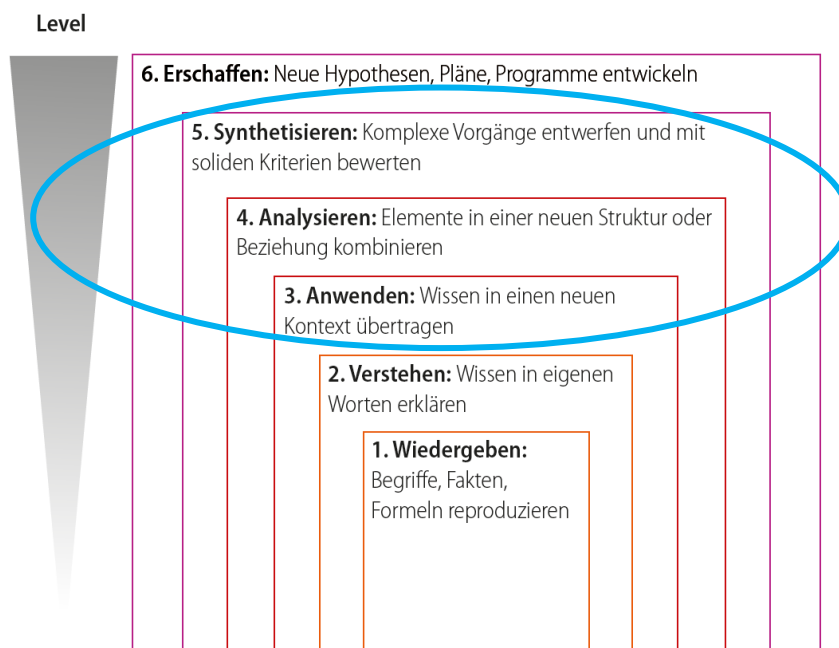 Level
6. Erschaffen: Neue Hypothesen, Pläne, Programme entwickeln
5. Synthetisieren: Komplexe Vorgänge entwerfen und mit
soliden Kriterien bewerten
4. Analysieren: Elemente in einer neuen Struktur oder
Beziehung kombinieren
3. Anwenden: Wissen in einen neuen
Kontext übertragen
2. Verstehen: Wissen in eigenen
Worten erklären
1. Wiedergeben:
Begriffe, Fakten,
Formeln reproduzieren